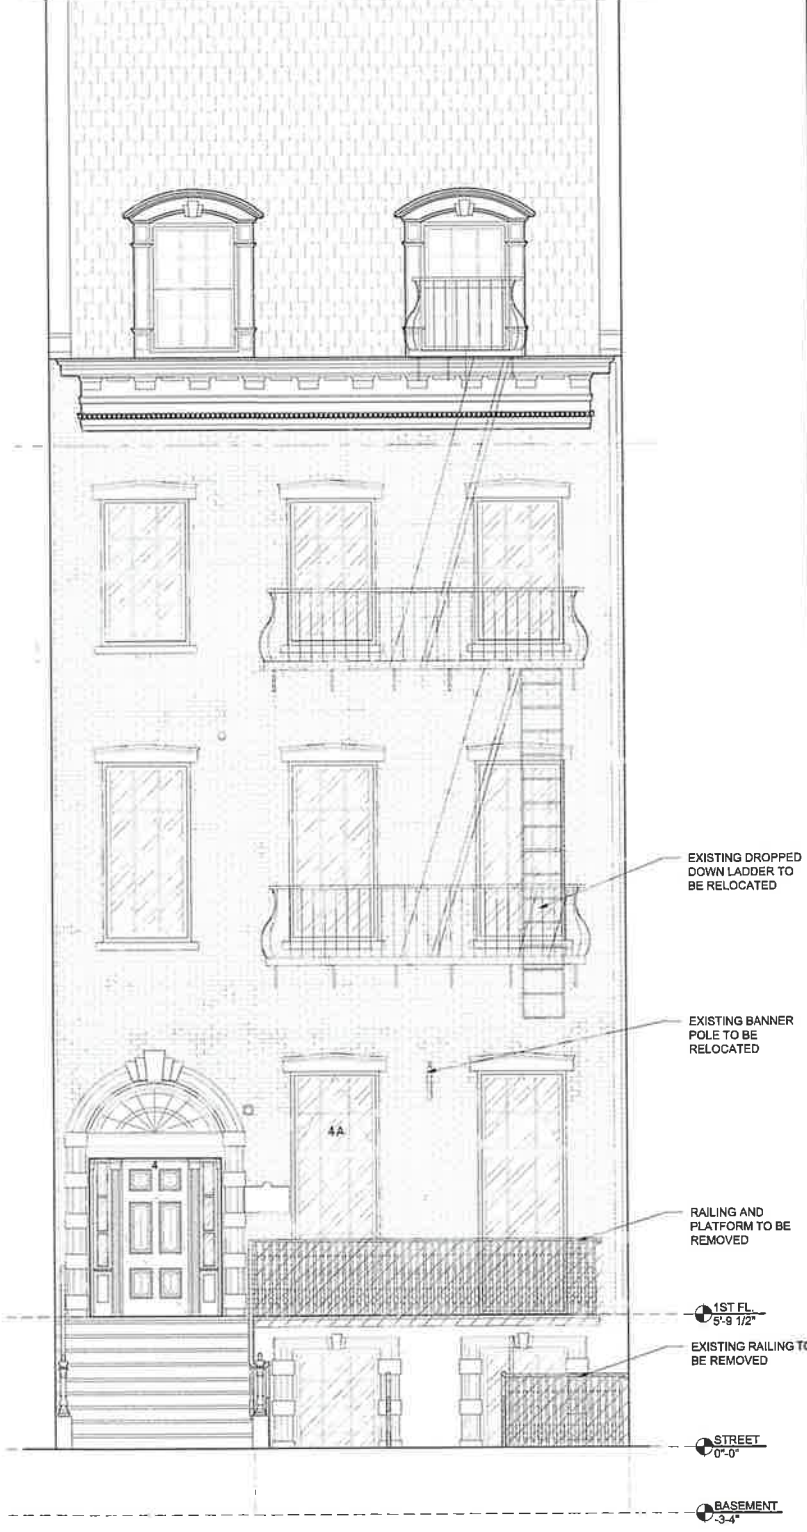 EXISTING DROPPED
DOWN LADDER TO
BE RELOCATED
EXISTING BANNER
POLE TO BE
RELOCATED
4A
4
RAILING AND
PLATFORM TO BE
REMOVED
1ST FL.
5'-9 1/2"
EXISTING RAILING TO
BE REMOVED
STREET
0'-0"
BASEMENT
-3'-4"